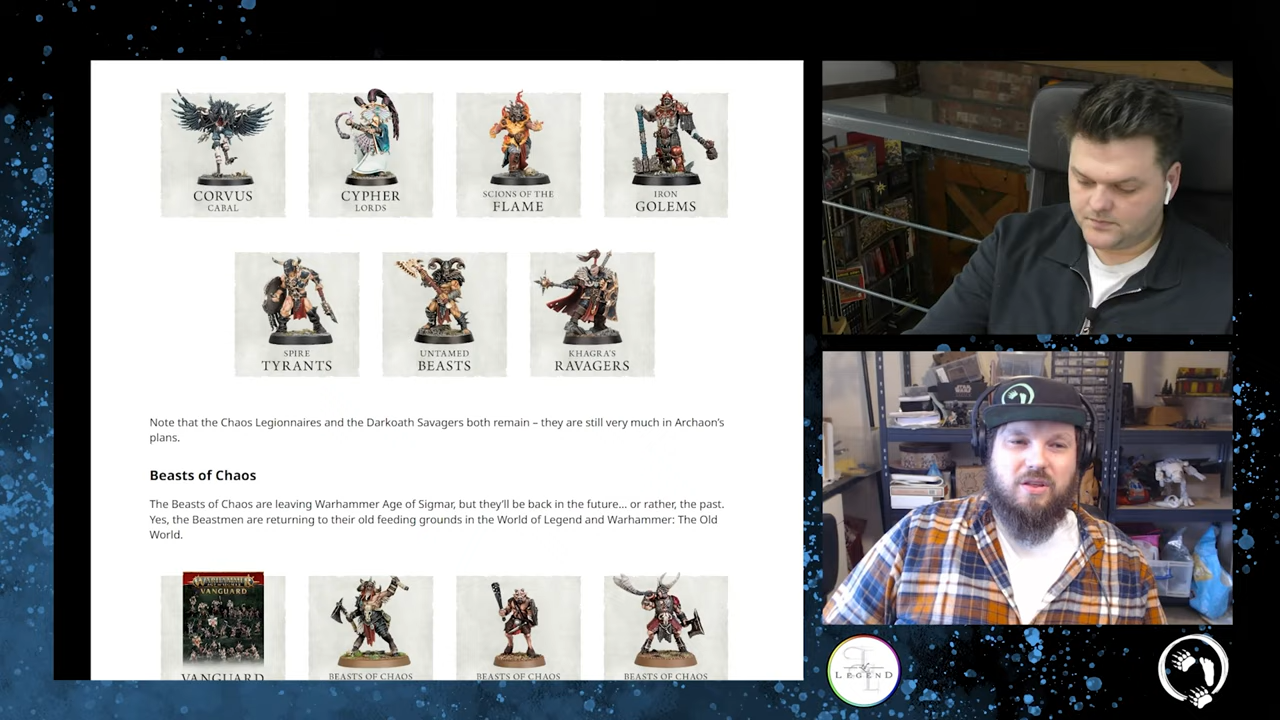 CORVUS
CABAL
CYPHER
LORDS
SCIONS OF THE
FLAME
IRON
GOLEMS
SPIRE
TYRANTS
UNTAMED
BEASTS
KHAGRA'S
RAVAGERS
Note that the Chaos Legionnaires and the Darkoath Savagers both remain – they are still very much in Archaon's
plans.
Beasts of Chaos
The Beasts of Chaos are leaving Warhammer Age of Sigmar, but they'll be back in the future... or rather, the past.
Yes, the Beastmen are returning to their old feeding grounds in the World of Legend and Warhammer: The Old
World.
WARHAMMER
VANGUARD
VANGUARD
BEASTS OF CHAOS
BEASTS OF CHAOS
BEASTS OF CHAOS
LEGEND